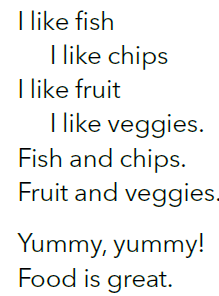 I like fish
I like chips
I like fruit
I like veggies.
Fish and chips.
Fruit and veggies.
Yummy, yummy!
Food is great.